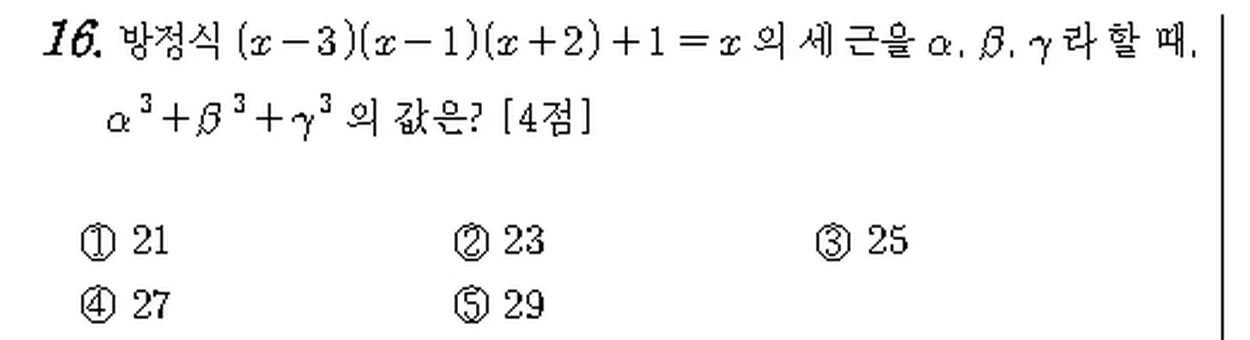 16. 방정식 (x-3)(x-1)(x+2)+1=x 의 세 근을 α, β, γ 라 할 때,
α³+β³+γ³ 의 값은? [4점]
① 21 ② 23 ③ 25
④ 27 ⑤ 29